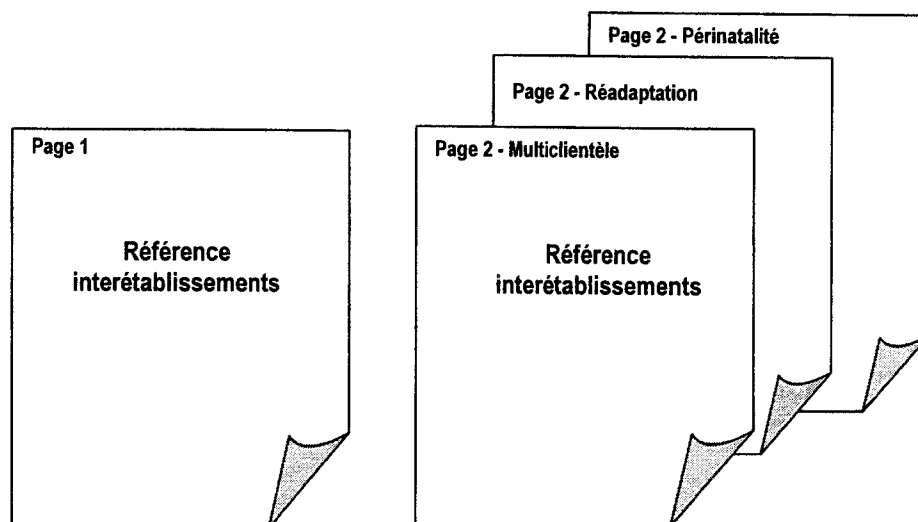 Page 1
Référence
interétablissements
Page 2 - Périnatalité
Page 2 - Réadaptation
Page 2 - Multiclientèle
Référence
interétablissements